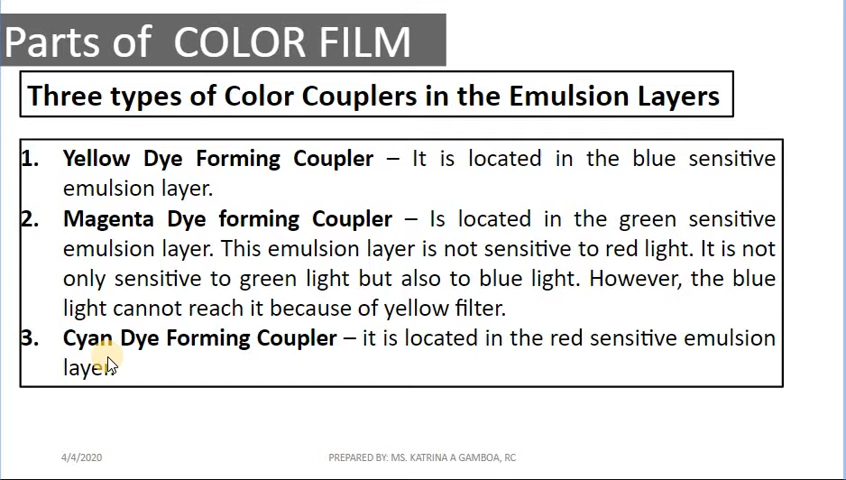 Parts of COLOR FILM
Three types of Color Couplers in the Emulsion Layers
1. Yellow Dye Forming Coupler – It is located in the blue sensitive
emulsion layer.
2. Magenta Dye forming Coupler – Is located in the green sensitive
emulsion layer. This emulsion layer is not sensitive to red light. It is not
only sensitive to green light but also to blue light. However, the blue
light cannot reach it because of yellow filter.
3. Cyan Dye Forming Coupler – it is located in the red sensitive emulsion
layer.
4/4/2020
PREPARED BY: MS. KATRINA A GAMBOA, RC